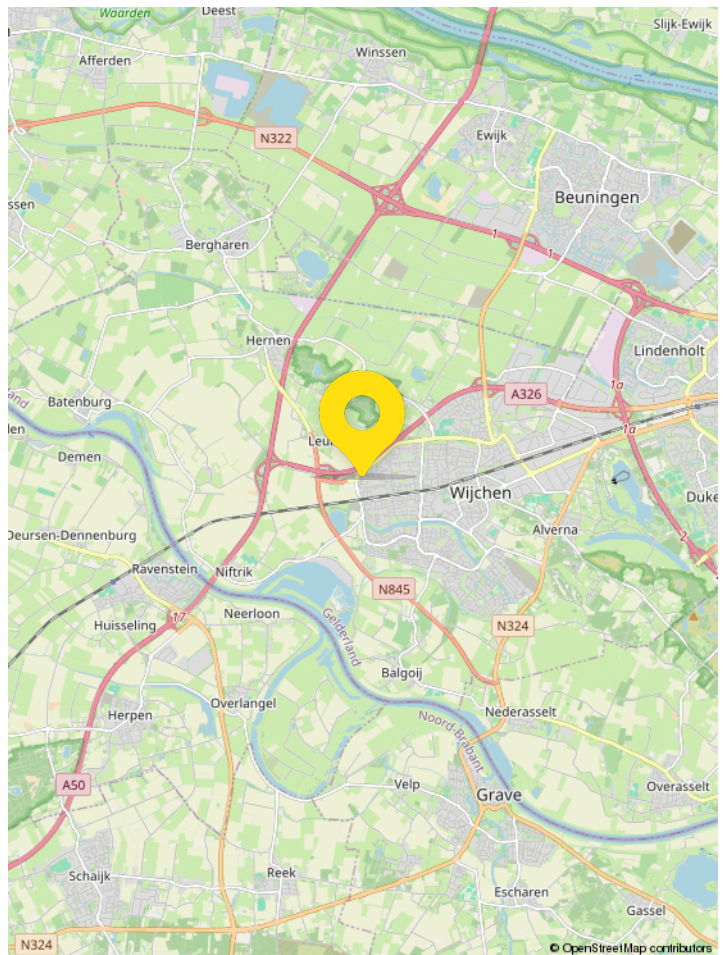 Waarden
Deest
Slijk-Ewijk
Afferden
Winssen
N322
Ewijk
Beuningen
ssen
Bergharen
1
1
Hernen
Lindenholt
1a
A326
Batenburg
and
1a
den
Leu
Demen
Wijchen
Duke
Alverna
Deursen-Dennenburg
2
Ravenstein
Niftrik
N845
17
Huisseling
Neerloon
Gelderland
N324
Balgoij
Herpen
Overlangel
Noord-Brabant
Nederasselt
A50
Velp
Grave
Overasselt
Schaijk
Reek
Escharen
Gassel
N324
© OpenStreetMap contributors